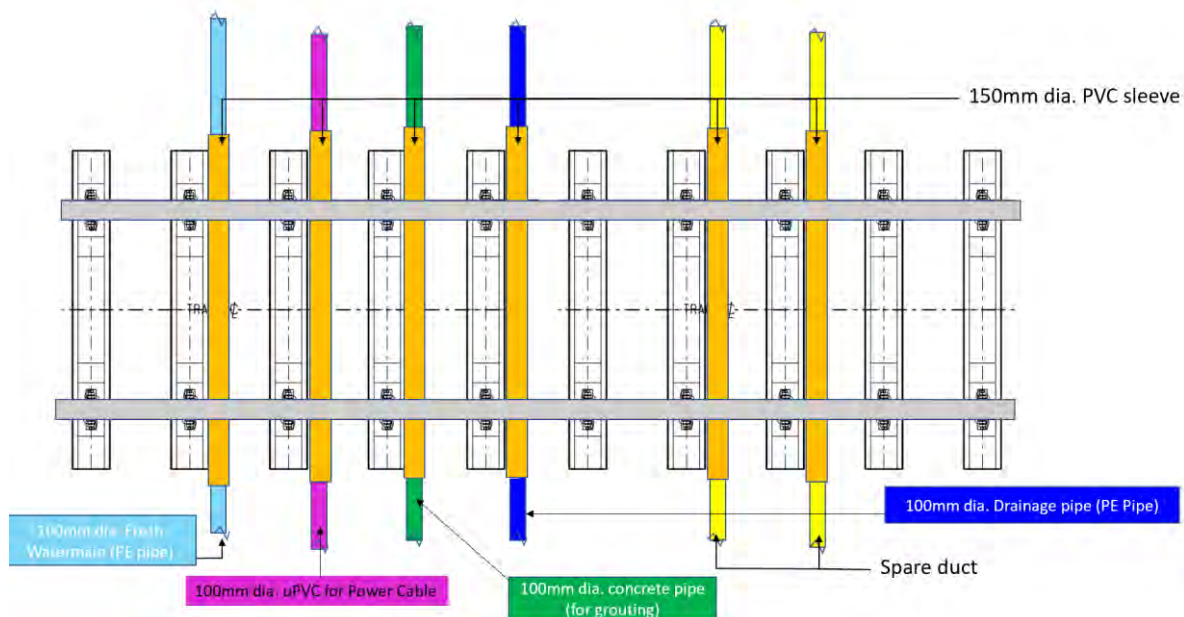 150mm dia. PVC sleeve
TRA ℄
TRA ℄
100mm dia. Fresh
Watermain (PE pipe)
100mm dia. uPVC for Power Cable
100mm dia. concrete pipe
(for grouting)
100mm dia. Drainage pipe (PE Pipe)
Spare duct